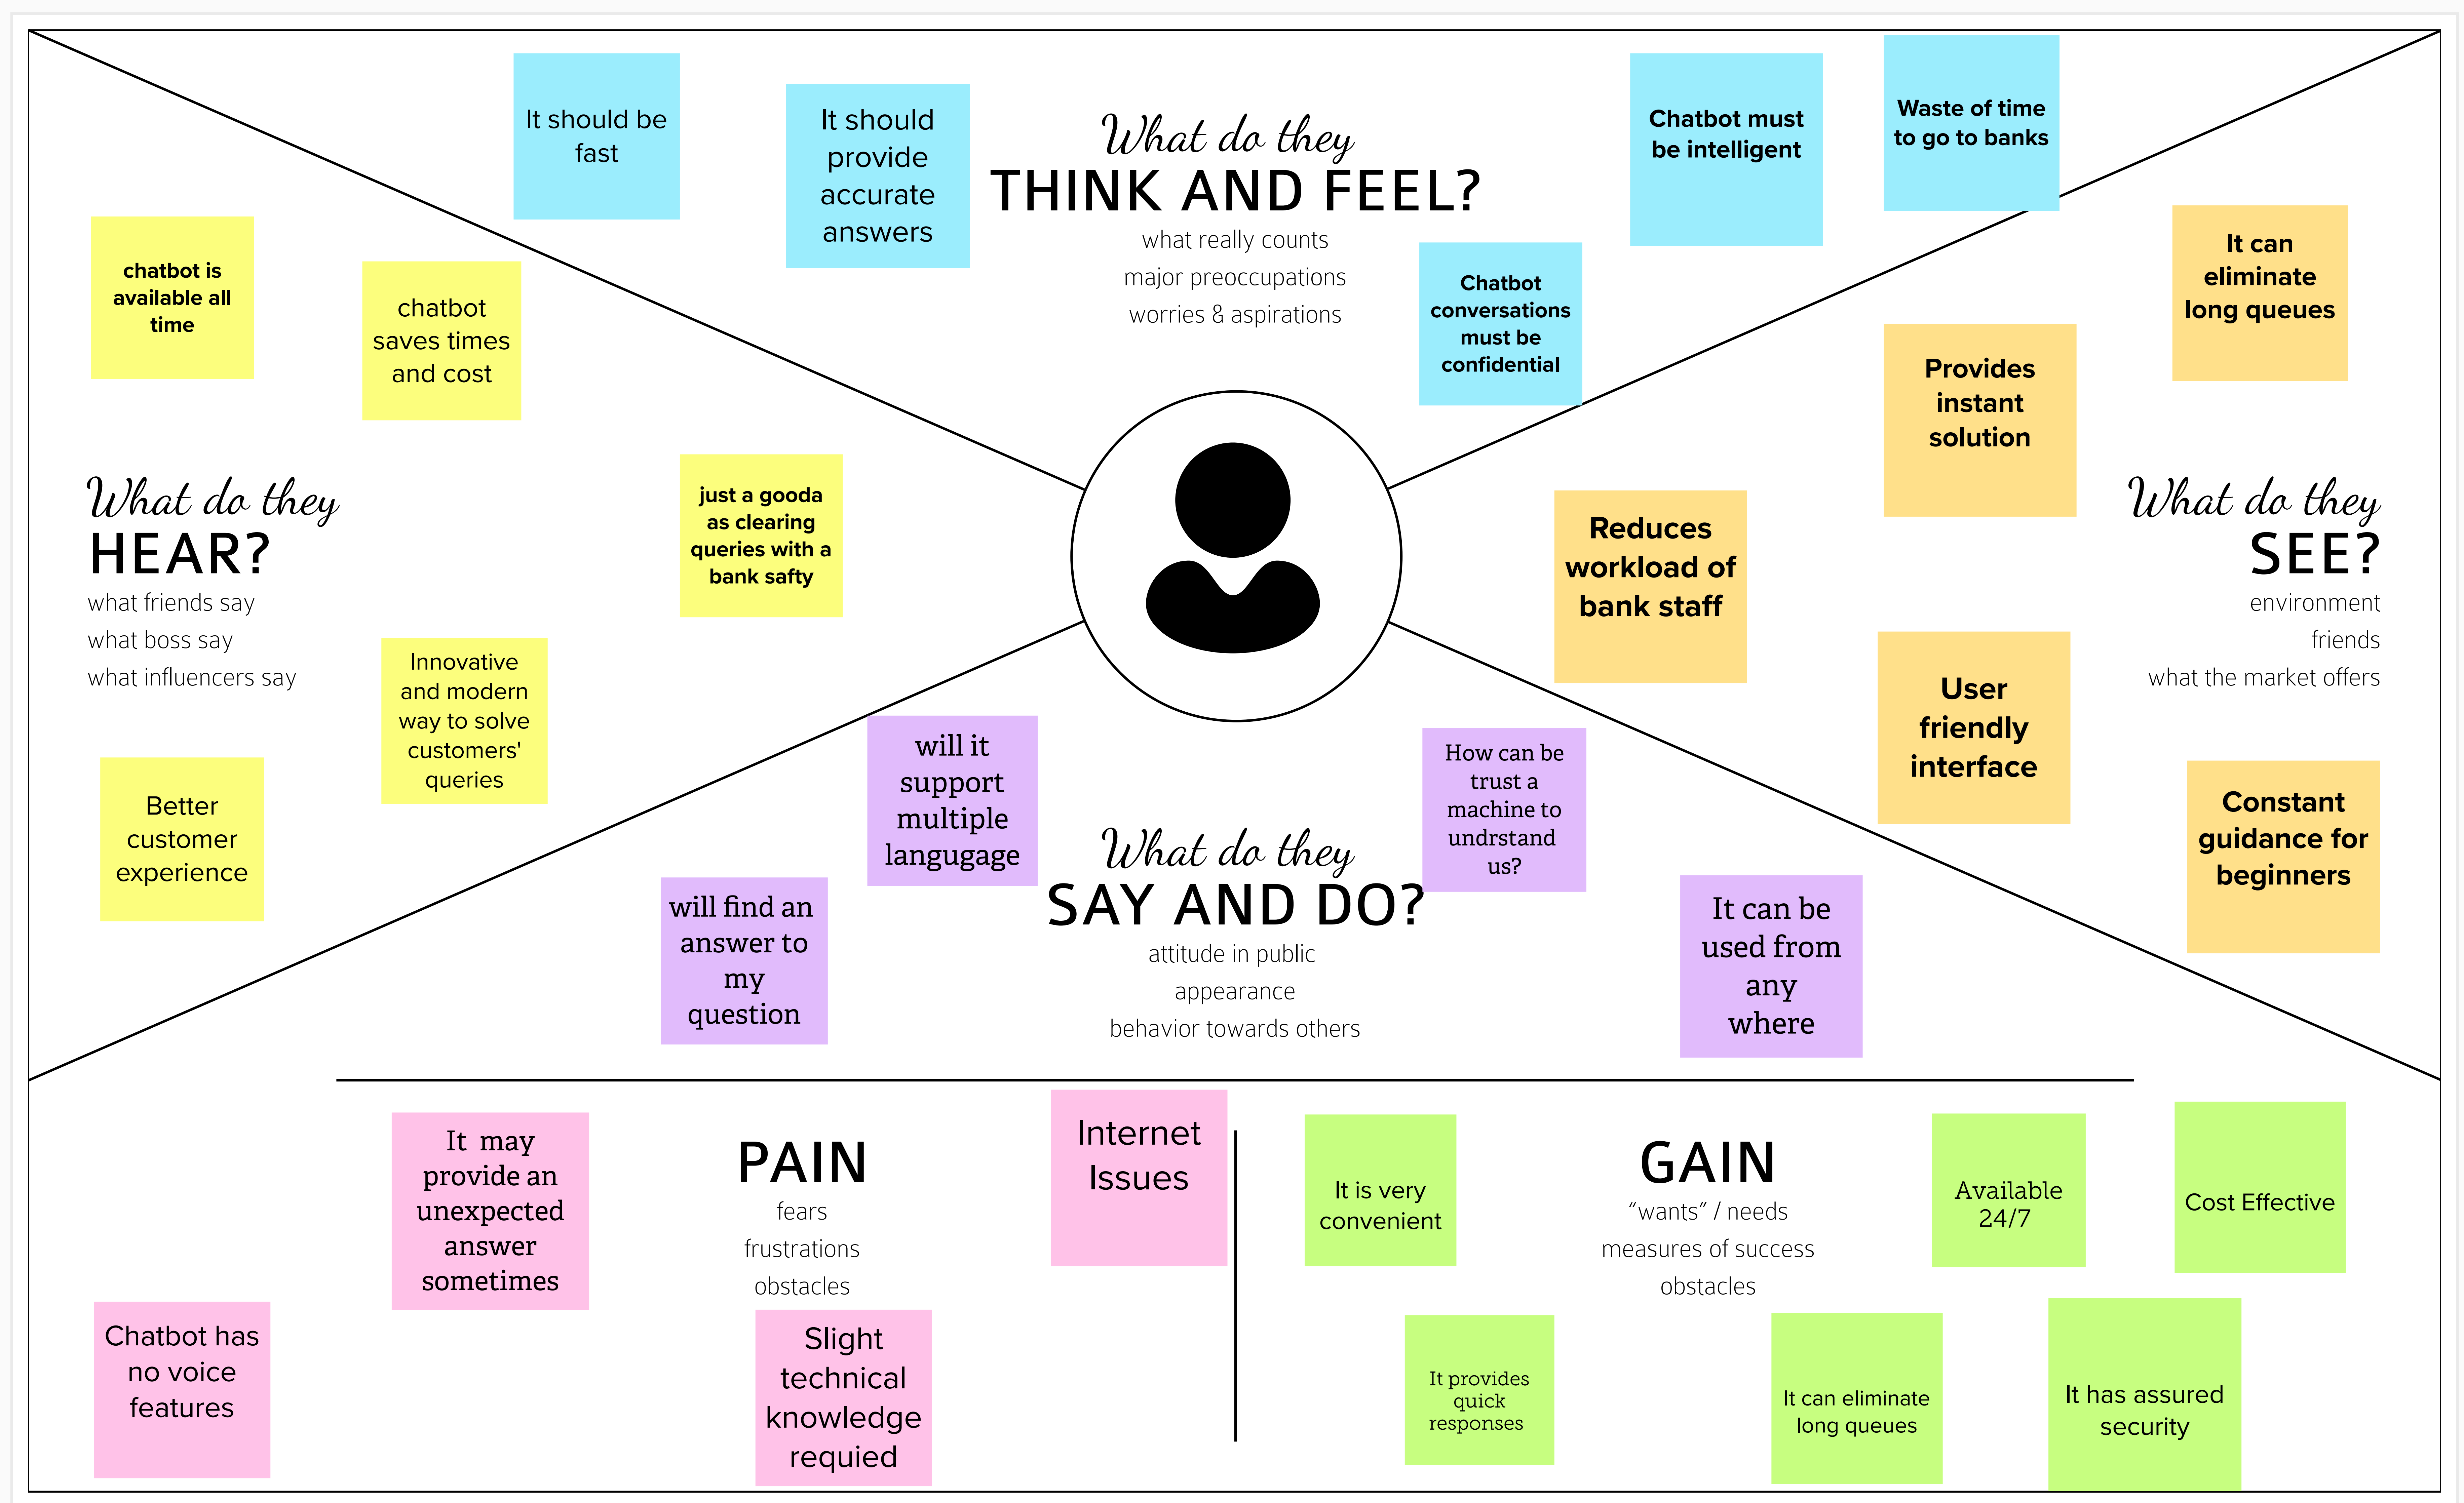 It should be
fast
It should
provide
accurate
answers
What do they
THINK AND FEEL?
what really counts
major preoccupations
worries & aspirations
Chatbot must
be intelligent
Waste of time
to go to banks
Chatbot
conversations
must be
confidential
chatbot is
available all
time
chatbot
saves times
and cost
just a gooda
as clearing
queries with a
bank safty
What do they
HEAR?
what friends say
what boss say
what influencers say
Innovative
and modern
way to solve
customers'
queries
Better
customer
experience
It can
eliminate
long queues
Provides
instant
solution
Reduces
workload of
bank staff
What do they
SEE?
environment
friends
what the market offers
User
friendly
interface
Constant
guidance for
beginners
will it
support
multiple
langugage
How can be
trust a
machine to
undrstand
us?
will find an
answer to
my
question
What do they
SAY AND DO?
attitude in public
appearance
behavior towards others
It can be
used from
any
where
It  may
provide an
unexpected
answer
sometimes
PAIN
fears
frustrations
obstacles
Internet
Issues
Chatbot has
no voice
features
Slight
technical
knowledge
requied
It is very
convenient
GAIN
“wants” / needs
measures of success
obstacles
Available
24/7
Cost Effective
It provides
quick
responses
It can eliminate
long queues
It has assured
security